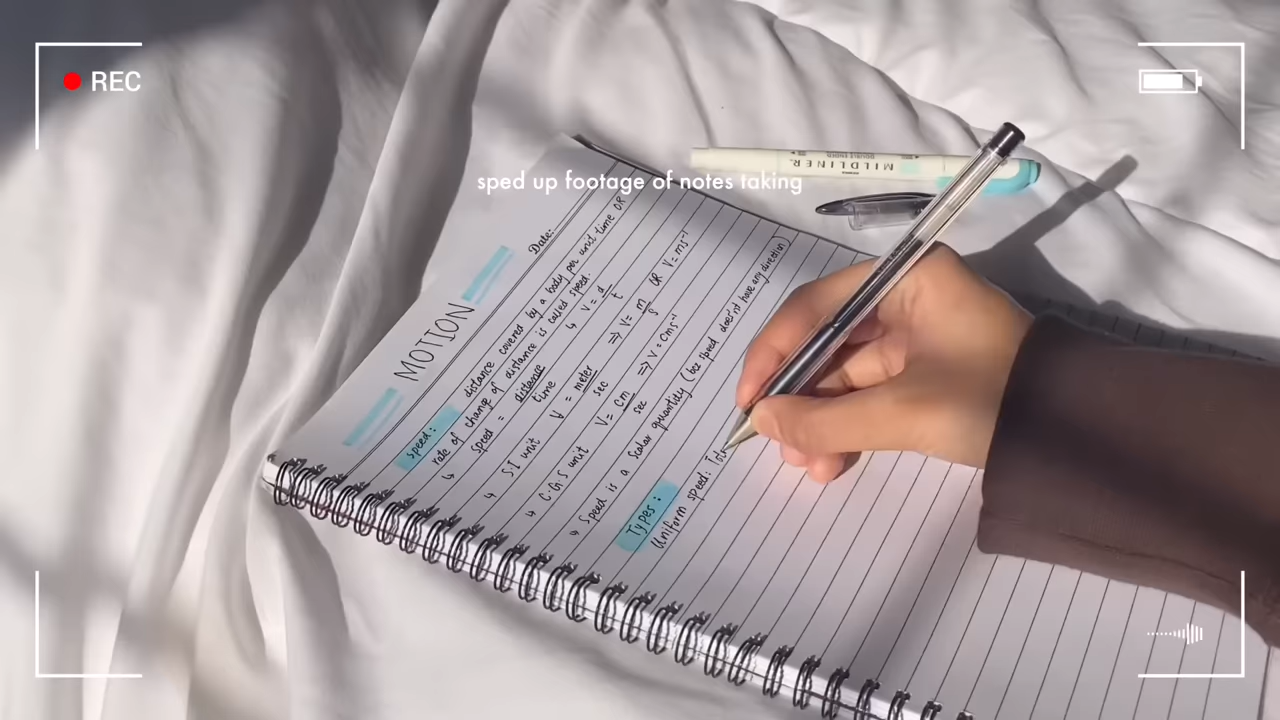 REC
sped up footage of notes taking
MILDLINER
DOUBLE ENDED
Date:
MOTION
speed: distance covered by a body per unit time OR
rate of change of distance is called speed.
↳ speed = distance / time ↳ V = d / t
↳ S.I unit V = meter / sec ⇒ V = m / s OR V = ms⁻¹
↳ C.G.S unit V = Cm / sec ⇒ V = Cms⁻¹
↳ Speed is a Scalar quantity (bcz speed doesn't have any direction)
Types:
Uniform speed: